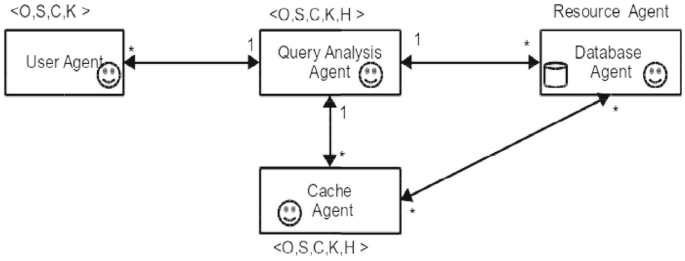 <O,S,C,K >
<O,S,C,K,H >
Resource Agent
User Agent
*
1
Query Analysis
Agent
1
*
Database
Agent
1
*
*
Cache
Agent
*
<O,S,C,K,H >